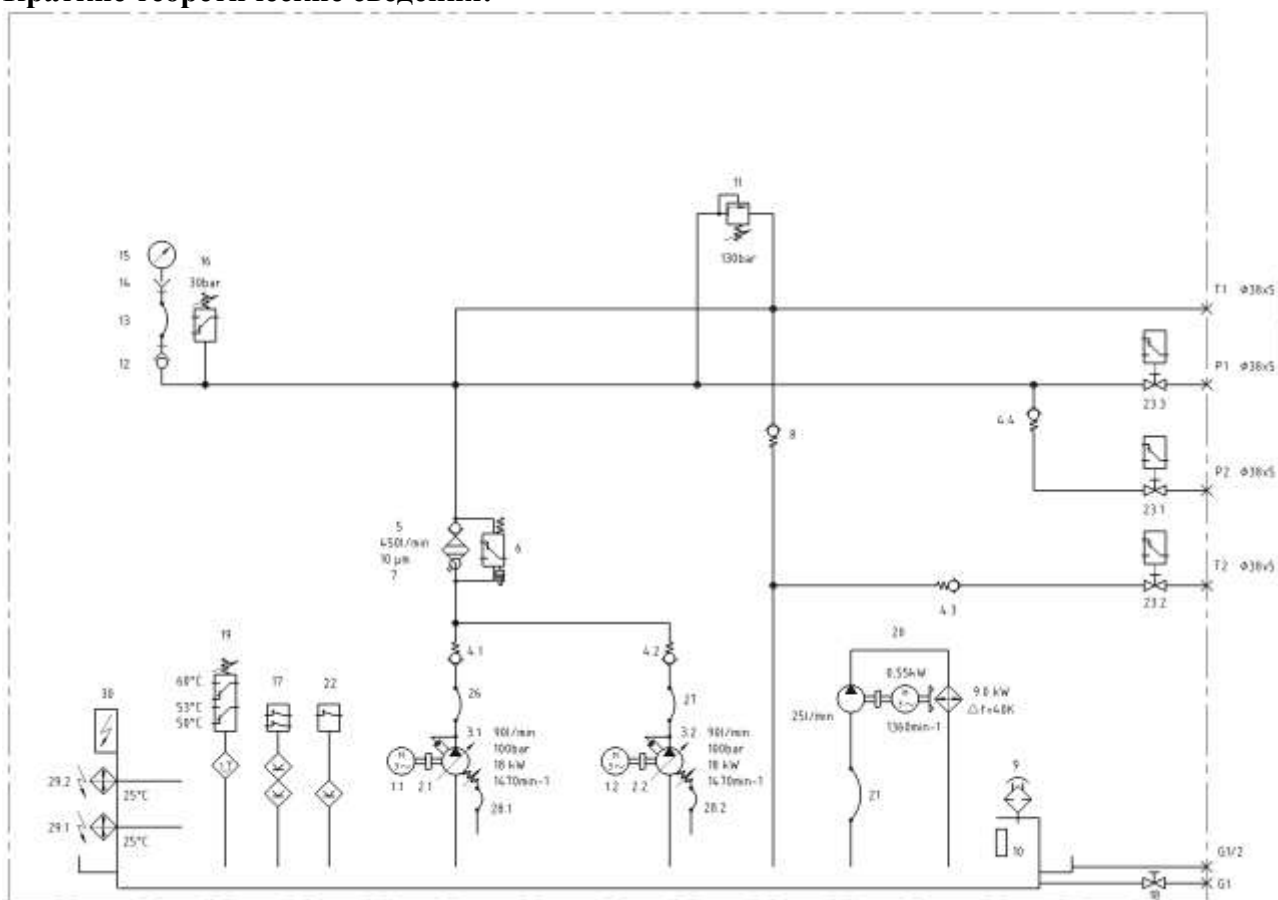 11
130bar
15
16
30bar
14
13
12
T1 Ф38x5
P1 Ф38x5
23.3
4.4
8
P2 Ф38x5
23.1
5
450l/min
10 µm
7
6
T2 Ф38x5
23.2
4.3
19
60°C
53°C
50°C
17
22
30
4.1
4.2
26
27
20
0.55kW
25l/min
M
3~
1360min-1
9.0 kW
3.1 90l/min
100bar
18 kW
1470min-1
M
3~
1.1
2.1
28.1
3.2 90l/min
100bar
18 kW
1470min-1
M
3~
1.2
2.2
28.2
29.2
25°C
29.1
25°C
21
9
10
G1/2
G1
18